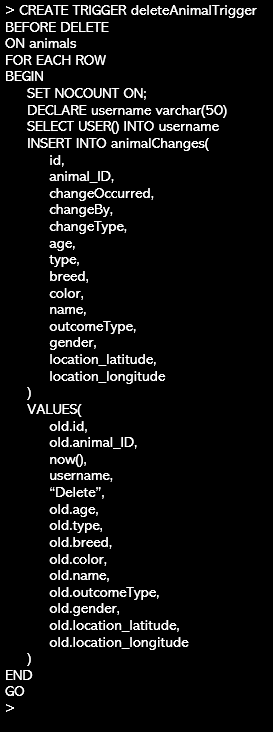 > CREATE TRIGGER deleteAnimalTrigger
BEFORE DELETE
ON animals
FOR EACH ROW
BEGIN
SET NOCOUNT ON;
DECLARE username varchar(50)
SELECT USER() INTO username
INSERT INTO animalChanges(
id,
animal_ID,
changeOccurred,
changeBy,
changeType,
age,
type,
breed,
color,
name,
outcomeType,
gender,
location_latitude,
location_longitude
)
VALUES(
old.id,
old.animal_ID,
now(),
username,
“Delete”,
old.age,
old.type,
old.breed,
old.color,
old.name,
old.outcomeType,
old.gender,
old.location_latitude,
old.location_longitude
)
END
GO
>